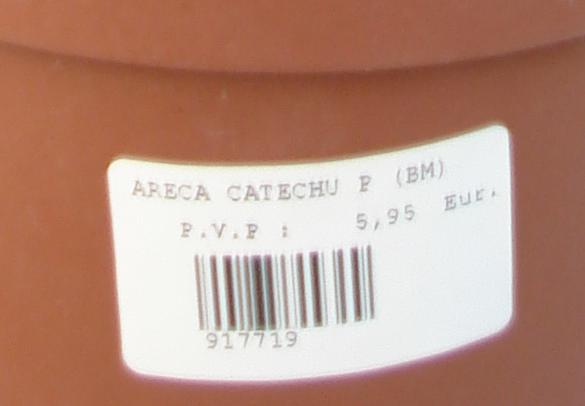 ARECA CATECHU P (BM)
P.V.P : 5,95 Eur.
917719